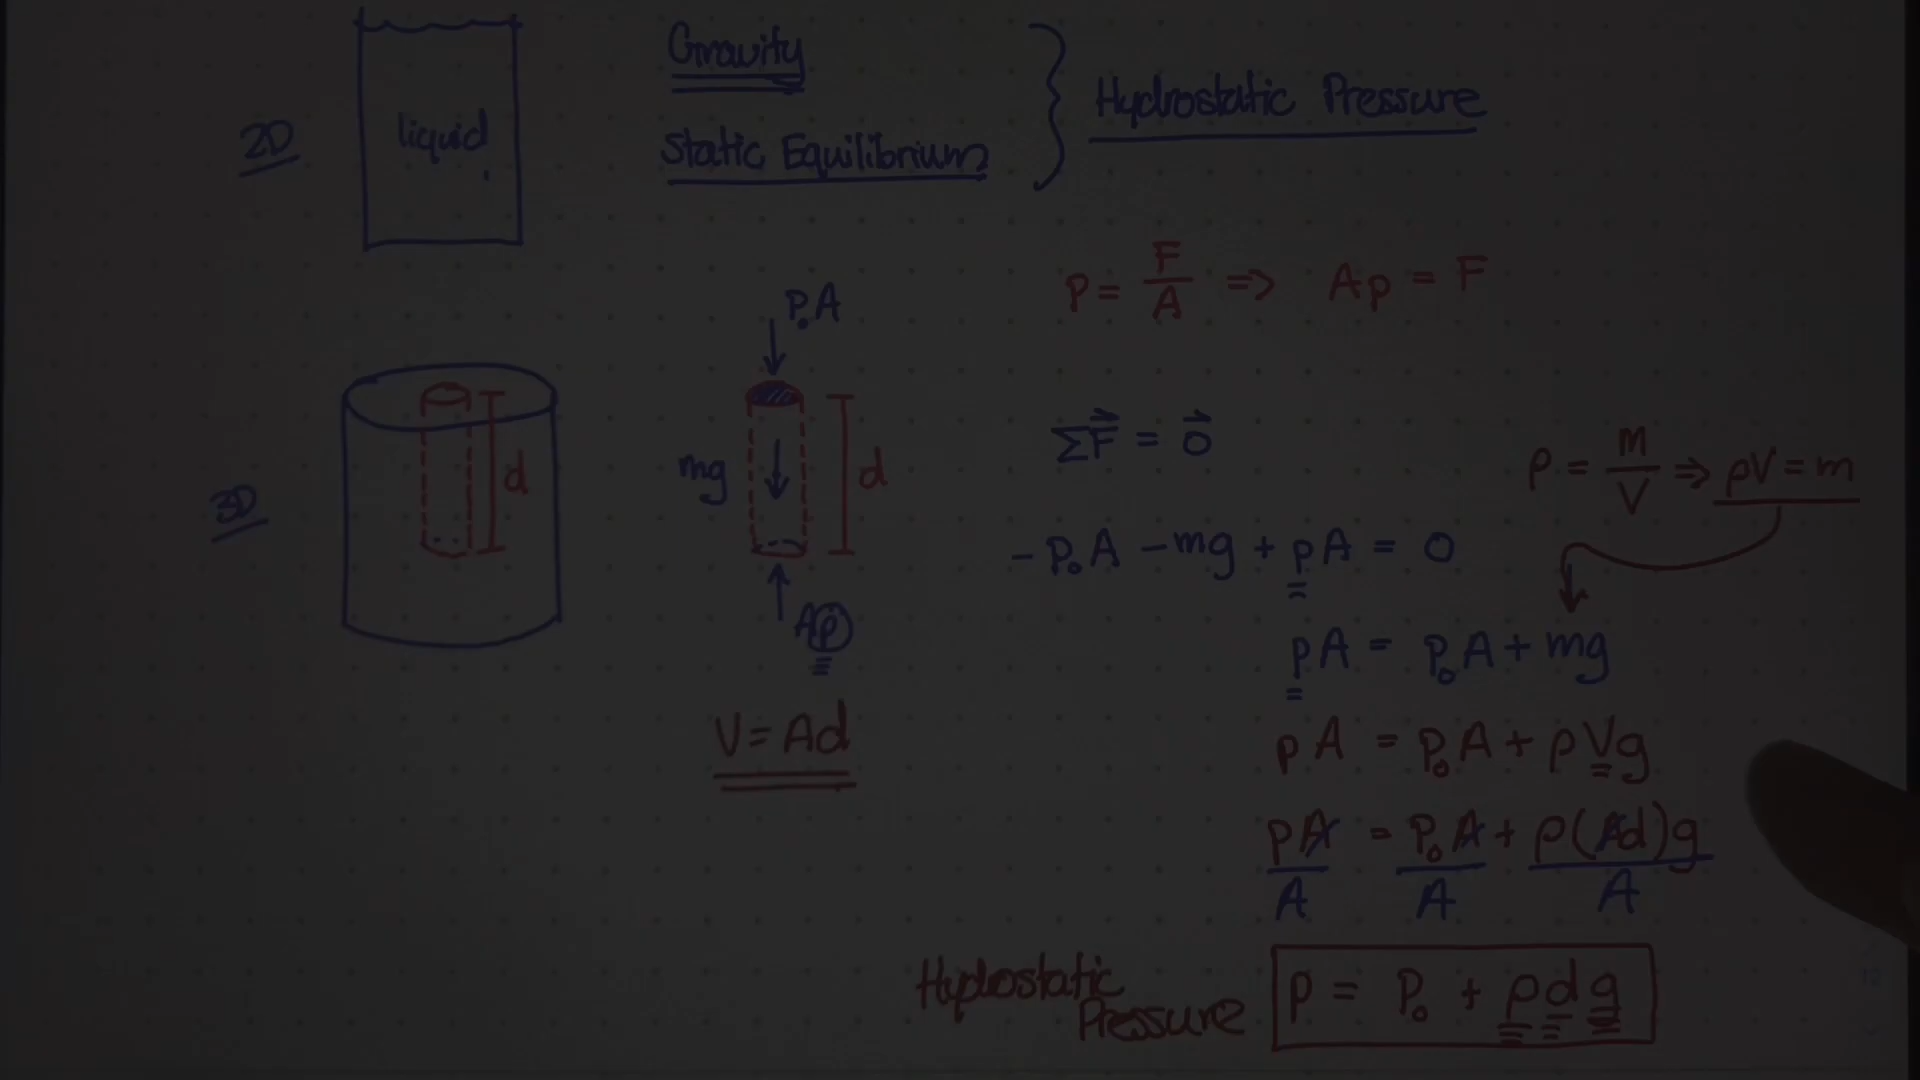 Gravity
Static Equilibrium
Hydrostatic Pressure
2D
liquid
p = F/A => Ap = F
p₀A
mg
d
Ap
V = Ad
3D
d
ΣF⃗ = 0⃗
ρ = m/V => ρV = m
- p₀A - mg + pA = 0
pA = p₀A + mg
pA = p₀A + ρVg
pA/A = p₀A/A + ρ(Ad)g/A
Hydrostatic Pressure
p = p₀ + ρdg